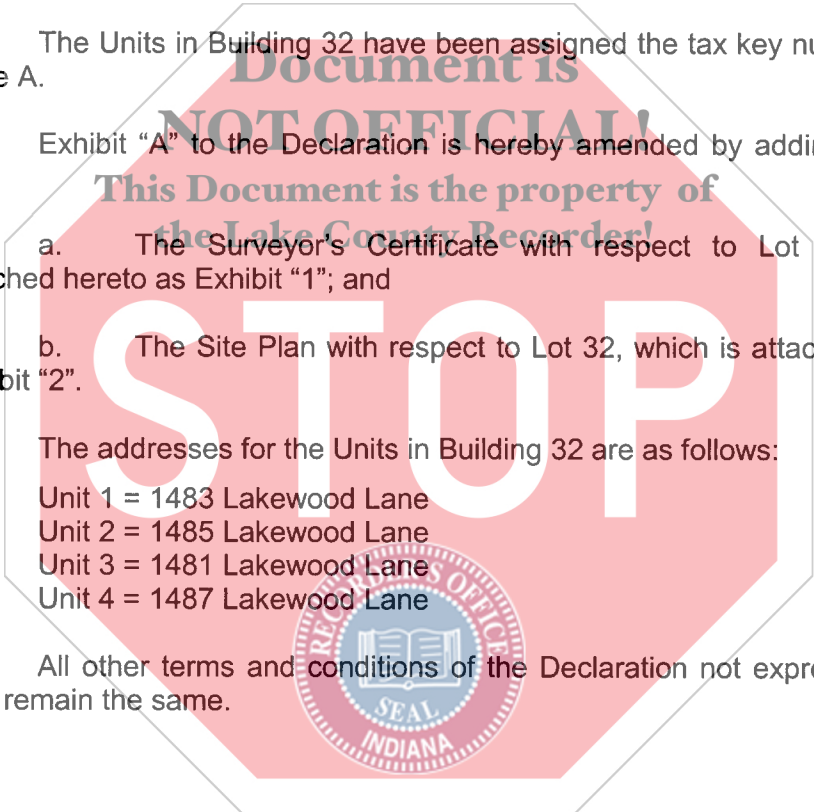 The Units in Building 32 have been assigned the tax key nu
e A.
Document is
NOT OFFICIAL!
Exhibit “A” to the Declaration is hereby amended by addi
This Document is the property of
the Lake County Recorder!
a. The Surveyor’s Certificate with respect to Lot
ched hereto as Exhibit “1”; and
b. The Site Plan with respect to Lot 32, which is attac
bit “2”.
STOP
The addresses for the Units in Building 32 are as follows:
Unit 1 = 1483 Lakewood Lane
Unit 2 = 1485 Lakewood Lane
Unit 3 = 1481 Lakewood Lane
Unit 4 = 1487 Lakewood Lane
RECORDER’S OFFICE
SEAL
INDIANA
All other terms and conditions of the Declaration not expre
remain the same.